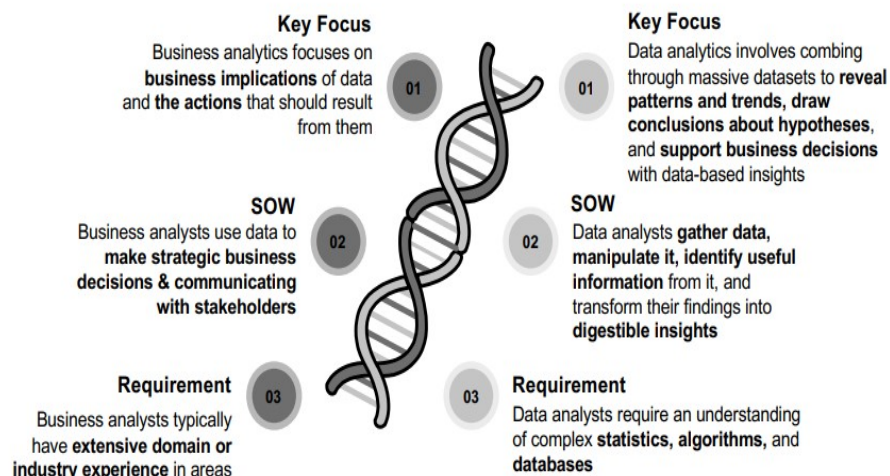 Key Focus
Business analytics focuses on
business implications of data
and the actions that should result
from them
01
SOW
Business analysts use data to
make strategic business
decisions & communicating
with stakeholders
02
Requirement
Business analysts typically
have extensive domain or
industry experience in areas
03
Key Focus
Data analytics involves combing
through massive datasets to reveal
patterns and trends, draw
conclusions about hypotheses,
and support business decisions
with data-based insights
01
SOW
Data analysts gather data,
manipulate it, identify useful
information from it, and
transform their findings into
digestible insights
02
Requirement
Data analysts require an understanding
of complex statistics, algorithms, and
databases
03